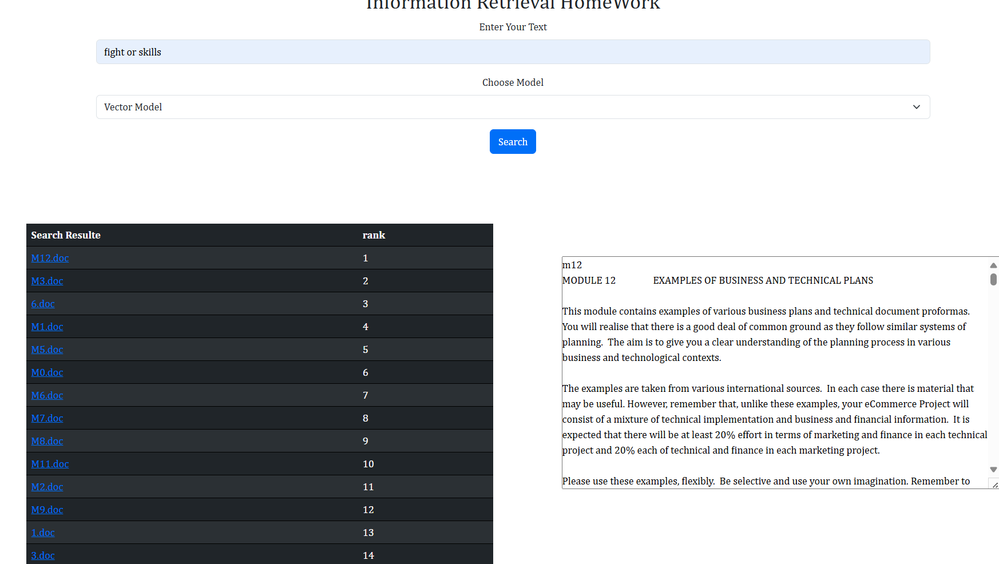 Information Retrieval HomeWork
Enter Your Text
fight or skills
Choose Model
Vector Model
Search
Search Resulte rank
M12.doc 1
M3.doc 2
6.doc 3
M1.doc 4
M5.doc 5
M0.doc 6
M6.doc 7
M7.doc 8
M8.doc 9
M11.doc 10
M2.doc 11
M9.doc 12
1.doc 13
3.doc 14
m12
MODULE 12 EXAMPLES OF BUSINESS AND TECHNICAL PLANS
This module contains examples of various business plans and technical document proformas.
You will realise that there is a good deal of common ground as they follow similar systems of
planning.  The aim is to give you a clear understanding of the planning process in various
business and technological contexts.
The examples are taken from various international sources.  In each case there is material that
may be useful. However, remember that, unlike these examples, your eCommerce Project will
consist of a mixture of technical implementation and business and financial information.  It is
expected that there will be at least 20% effort in terms of marketing and finance in each technical
project and 20% each of technical and finance in each marketing project.
Please use these examples, flexibly.  Be selective and use your own imagination. Remember to